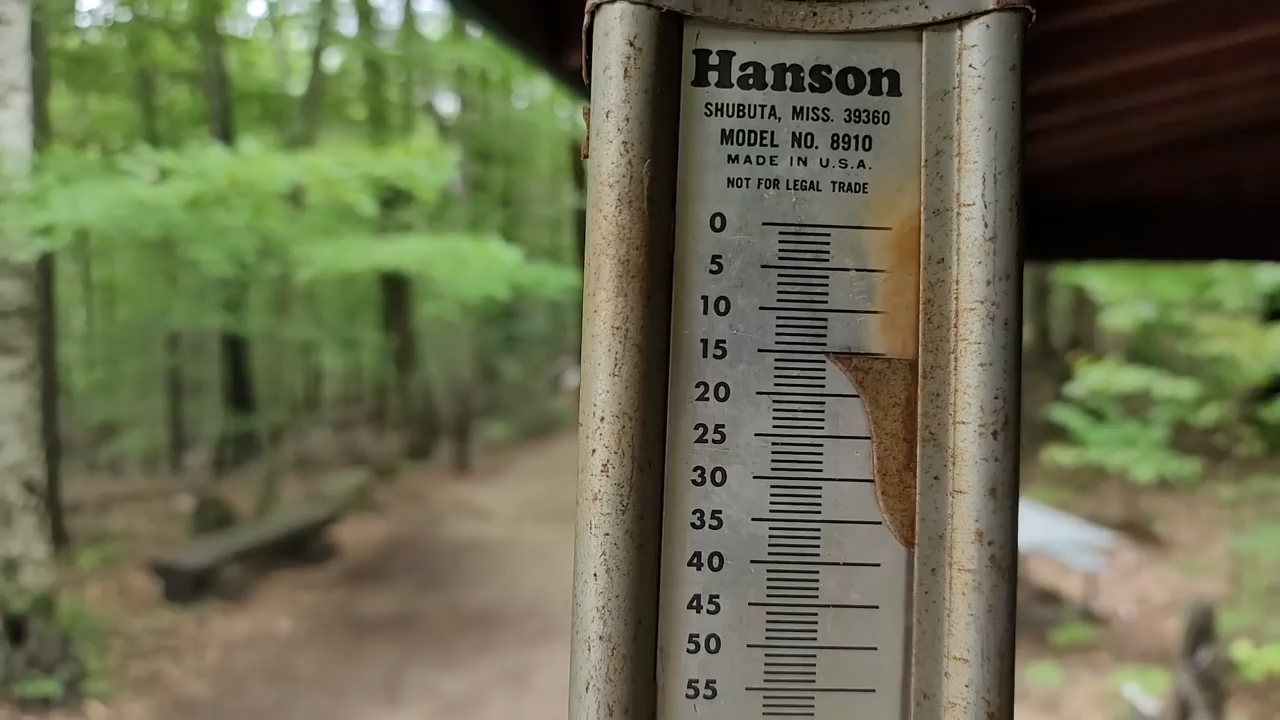 Hanson
SHUBUTA, MISS. 39360
MODEL NO. 8910
MADE IN U.S.A.
NOT FOR LEGAL TRADE
0
5
10
15
20
25
30
35
40
45
50
55